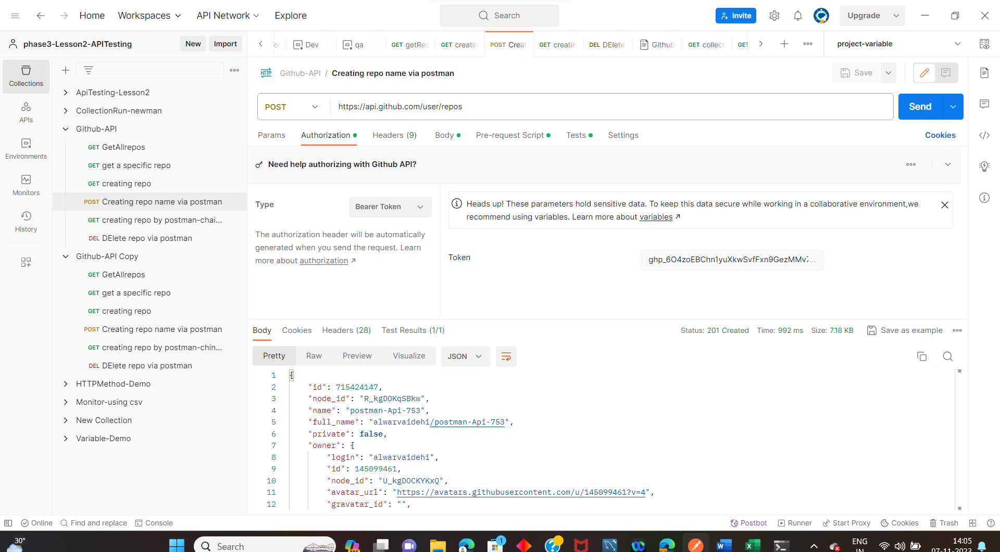 Home Workspaces API Network Explore Search Invite Upgrade
phase3-Lesson2-APITesting New Import
Dev qa GET getRec GET creatin POST Creat GET creatin DEL DElete Github GET collect GET project-variable
Collections
APIs
Environments
Monitors
History
ApiTesting-Lesson2
CollectionRun-newman
Github-API
GET GetAllrepos
GET get a specific repo
GET creating repo
POST Creating repo name via postman
GET creating repo by postman-chai...
DEL DElete repo via postman
Github-API Copy
GET GetAllrepos
GET get a specific repo
GET creating repo
POST Creating repo name via postman
GET creating repo by postman-chin...
DEL DElete repo via postman
HTTPMethod-Demo
Monitor-using csv
New Collection
Variable-Demo
HTTP Github-API / Creating repo name via postman Save
POST https://api.github.com/user/repos Send
Params Authorization Headers (9) Body Pre-request Script Tests Settings Cookies
Need help authorizing with Github API?
Type Bearer Token
The authorization header will be automatically
generated when you send the request. Learn
more about authorization ↗
Heads up! These parameters hold sensitive data. To keep this data secure while working in a collaborative environment,we
recommend using variables. Learn more about variables ↗
Token ghp_6O4zoEBChn1yuXkwSvfFxn9GezMMv7...
Body Cookies Headers (28) Test Results (1/1) Status: 201 Created Time: 992 ms Size: 7.18 KB Save as example
Pretty Raw Preview Visualize JSON
1 {
2 "id": 715424147,
3 "node_id": "R_kgDOKqSBkw",
4 "name": "postman-Api-753",
5 "full_name": "alwarvaidehi/postman-Api-753",
6 "private": false,
7 "owner": {
8 "login": "alwarvaidehi",
9 "id": 145099461,
10 "node_id": "U_kgDOCKYKxQ",
11 "avatar_url": "https://avatars.githubusercontent.com/u/145099461?v=4",
12 "gravatar_id": "",
Online Find and replace Console Postbot Runner Start Proxy Cookies Trash
30° Search 1 ENG 14:05
IN 07-11-2023